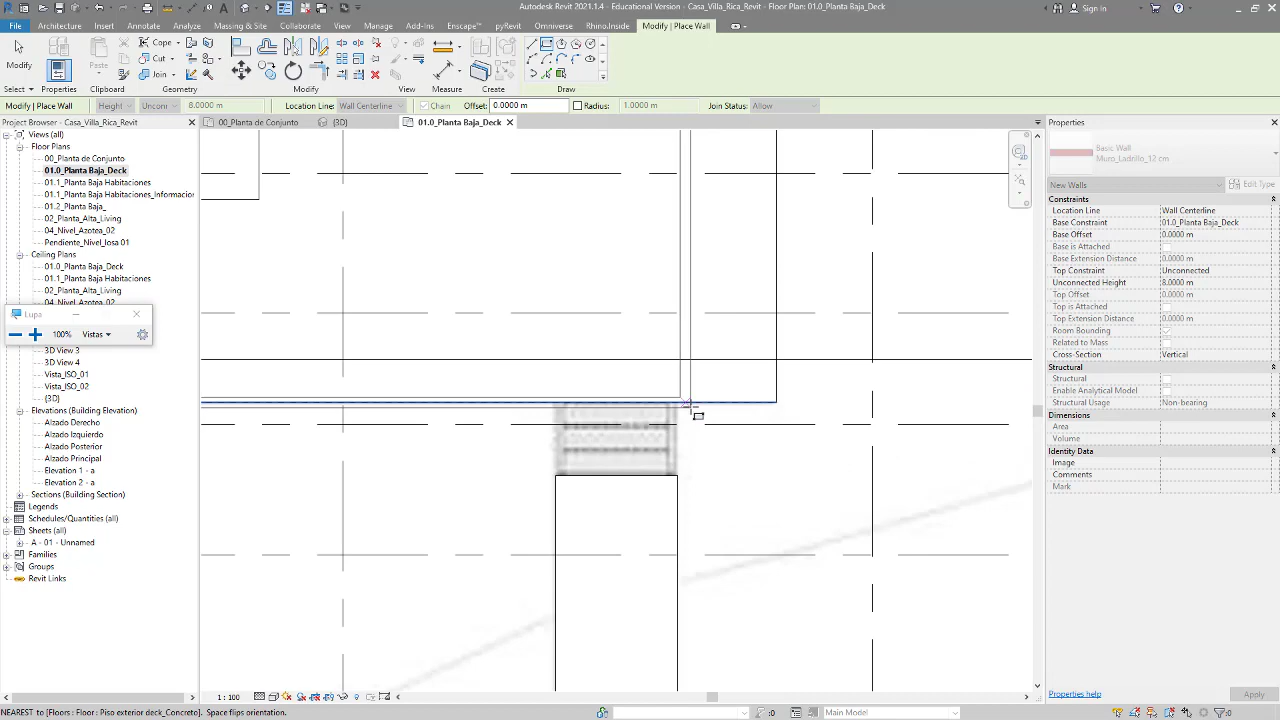 Autodesk Revit 2021.1.4 - Educational Version - Casa_Villa_Rica_Revit - Floor Plan: 01.0_Planta Baja_Deck
Sign in
File Architecture Insert Annotate Analyze Massing & Site Collaborate View Manage Add-Ins Enscape™ pyRevit Omniverse Rhino.Inside Modify | Place Wall
Modify Paste Cope Cut Join
Select Properties Clipboard Geometry Modify View Measure Create Draw
Modify | Place Wall Height Unconn 8.0000 m Location Line: Wall Centerline Chain Offset: 0.0000 m Radius: 1.0000 m Join Status: Allow
Project Browser - Casa_Villa_Rica_Revit
00_Planta de Conjunto {3D} 01.0_Planta Baja_Deck
Views (all)
Floor Plans
00_Planta de Conjunto
01.0_Planta Baja_Deck
01.1_Planta Baja Habitaciones
01.1_Planta Baja Habitaciones_Informacion
01.2_Planta Baja_
02_Planta_Alta_Living
04_Nivel_Azotea_02
Pendiente_Nivel_losa 01
Ceiling Plans
01.0_Planta Baja_Deck
01.1_Planta Baja Habitaciones
02_Planta_Alta_Living
04_Nivel_Azotea_02
Lupa
100% Vistas
3D View 3
3D View 4
Vista_ISO_01
Vista_ISO_02
{3D}
Elevations (Building Elevation)
Alzado Derecho
Alzado Izquierdo
Alzado Posterior
Alzado Principal
Elevation 1 - a
Elevation 2 - a
Sections (Building Section)
Legends
Schedules/Quantities (all)
Sheets (all)
A - 01 - Unnamed
Families
Groups
Revit Links
Properties
Basic Wall
Muro_Ladrillo_12 cm
New Walls Edit Type
Constraints
Location Line Wall Centerline
Base Constraint 01.0_Planta Baja_Deck
Base Offset 0.0000 m
Base is Attached
Base Extension Distance 0.0000 m
Top Constraint Unconnected
Unconnected Height 8.0000 m
Top Offset 0.0000 m
Top is Attached
Top Extension Distance 0.0000 m
Room Bounding
Related to Mass
Cross-Section Vertical
Structural
Structural
Enable Analytical Model
Structural Usage Non-bearing
Dimensions
Area
Volume
Identity Data
Image
Comments
Mark
Properties help Apply
1 : 100
NEAREST to [Floors : Floor : Piso exterior deck_Concreto]. Space flips orientation.
:0 Main Model :0